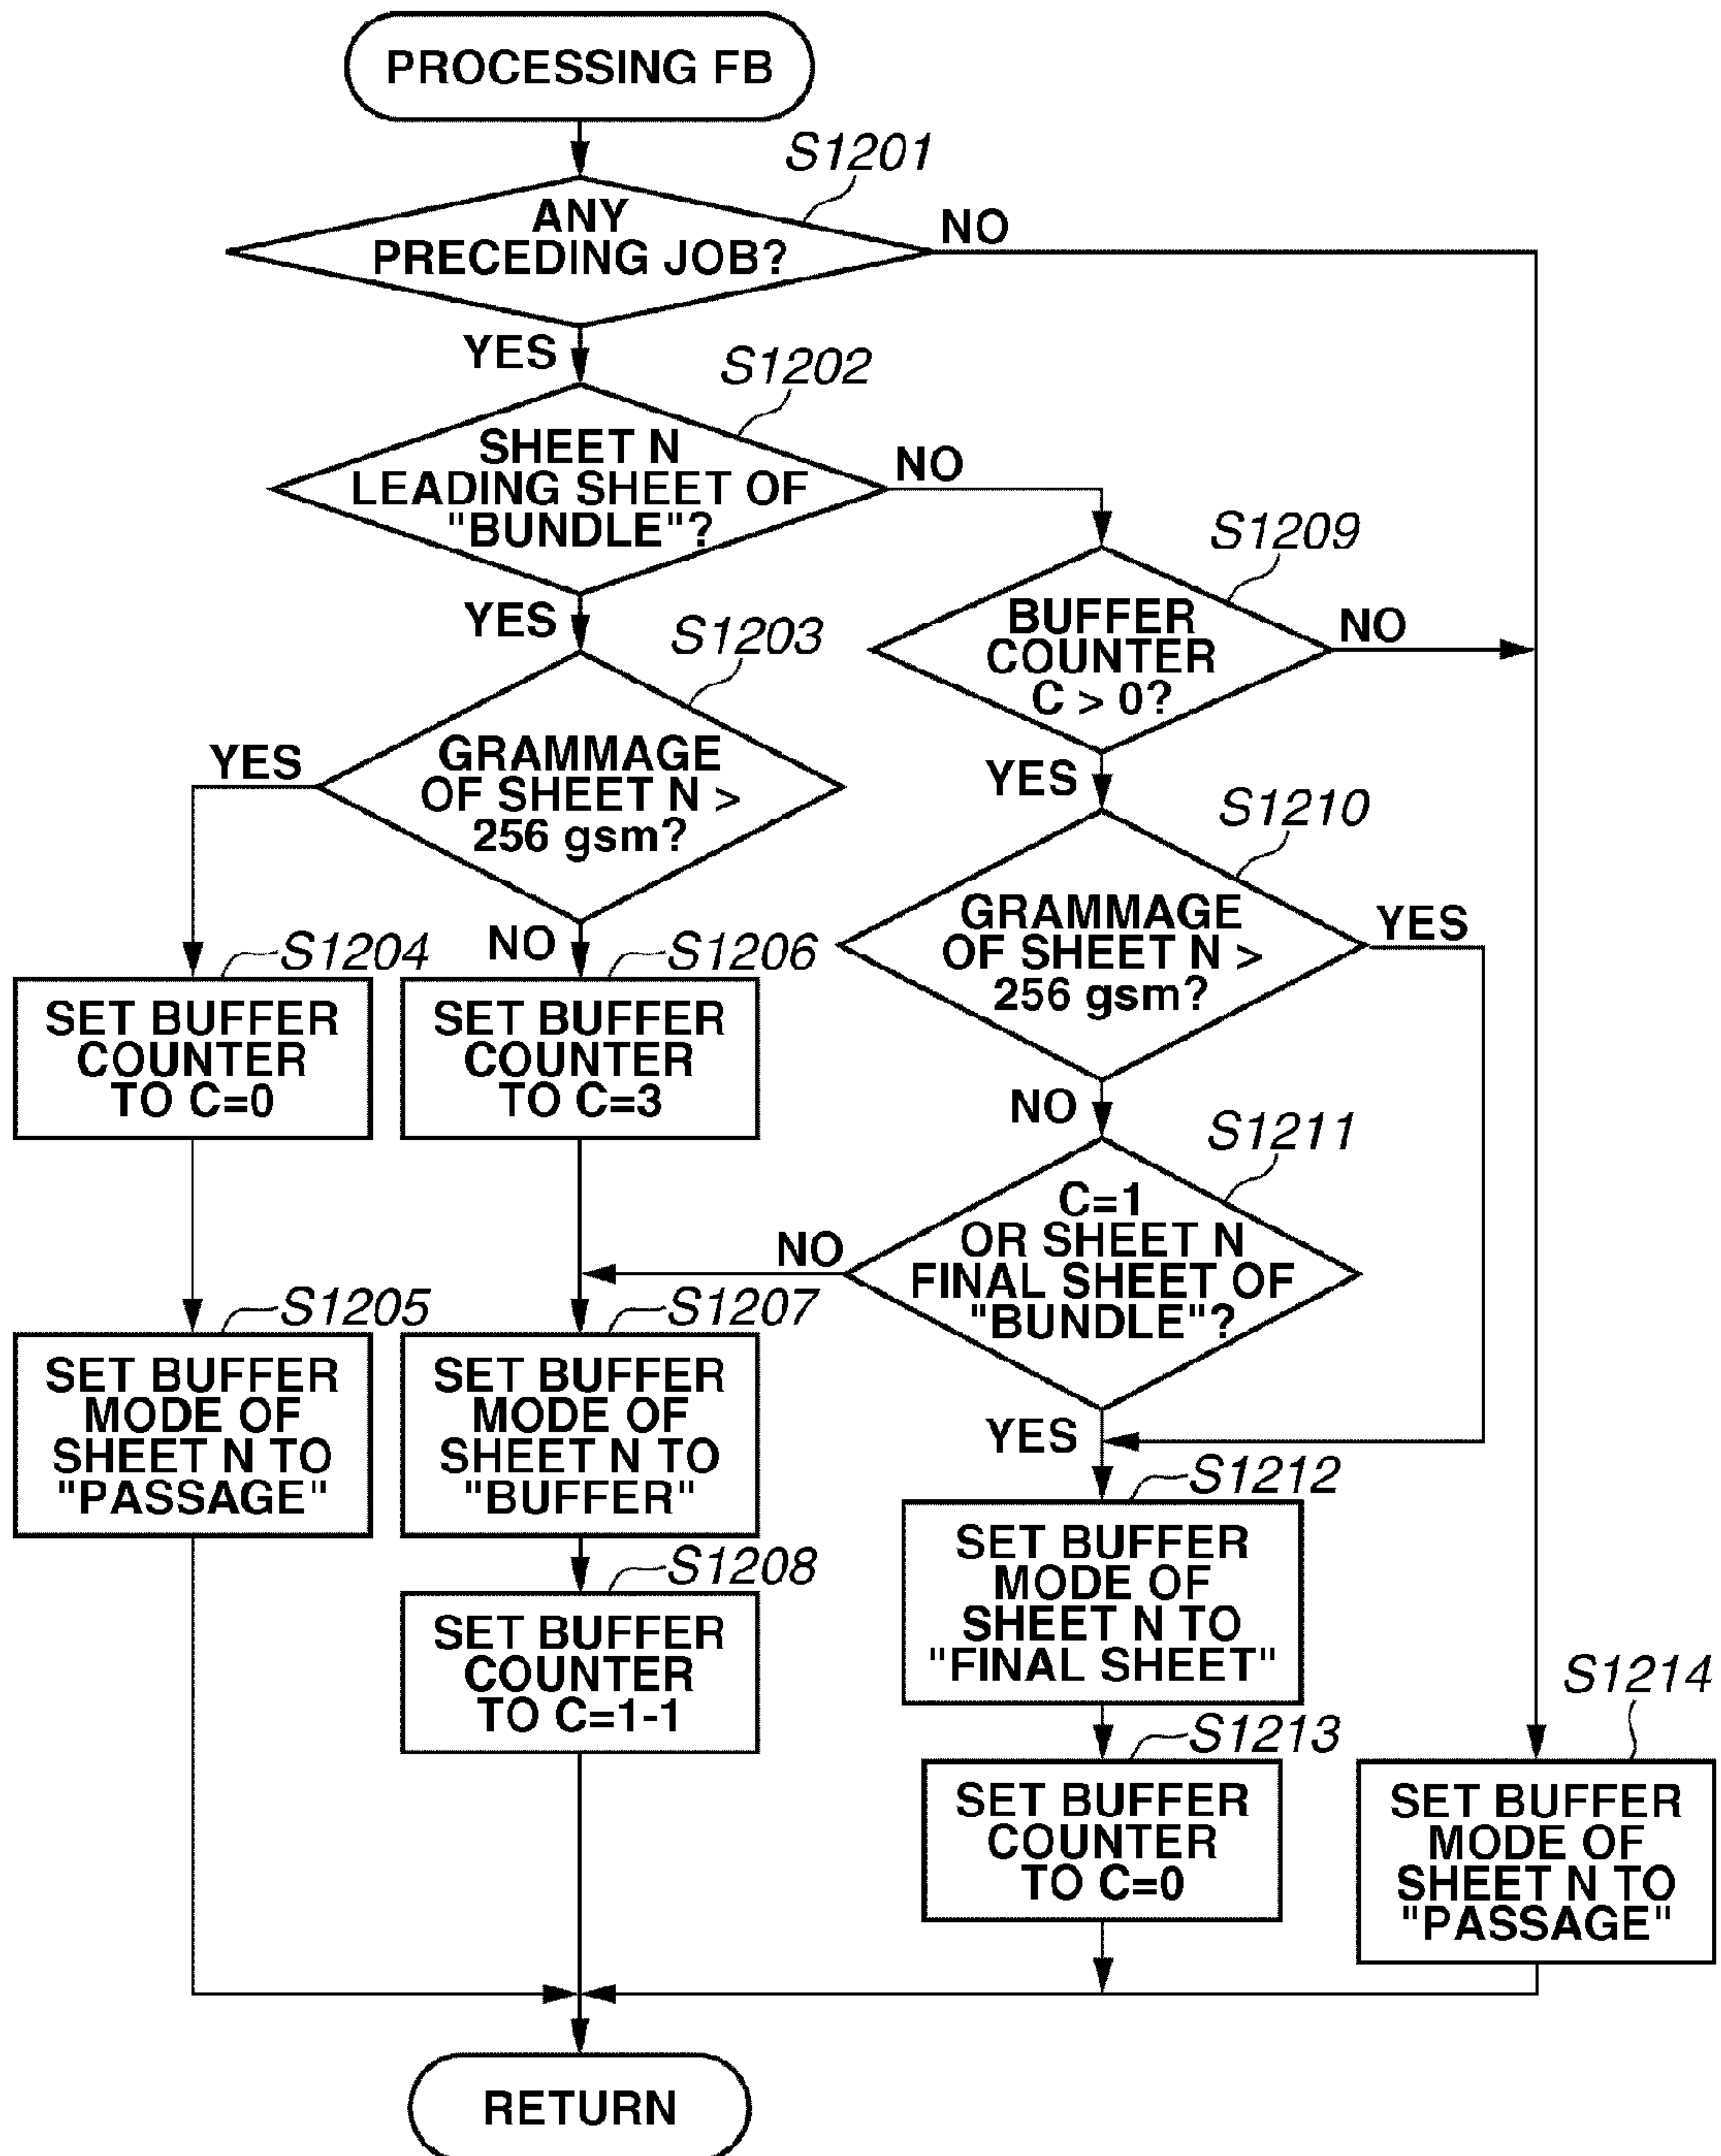 PROCESSING FB
S1201
ANY
PRECEDING JOB?
NO
YES
S1202
SHEET N
LEADING SHEET OF
"BUNDLE"?
NO
YES
S1203
GRAMMAGE
OF SHEET N >
256 gsm?
YES
NO
S1204
SET BUFFER
COUNTER
TO C=0
S1205
SET BUFFER
MODE OF
SHEET N TO
"PASSAGE"
S1206
SET BUFFER
COUNTER
TO C=3
S1207
SET BUFFER
MODE OF
SHEET N TO
"BUFFER"
S1208
SET BUFFER
COUNTER
TO C=1-1
S1209
BUFFER
COUNTER
C > 0?
NO
YES
S1210
GRAMMAGE
OF SHEET N >
256 gsm?
YES
NO
S1211
C=1
OR SHEET N
FINAL SHEET OF
"BUNDLE"?
NO
YES
S1212
SET BUFFER
MODE OF
SHEET N TO
"FINAL SHEET"
S1213
SET BUFFER
COUNTER
TO C=0
S1214
SET BUFFER
MODE OF
SHEET N TO
"PASSAGE"
RETURN